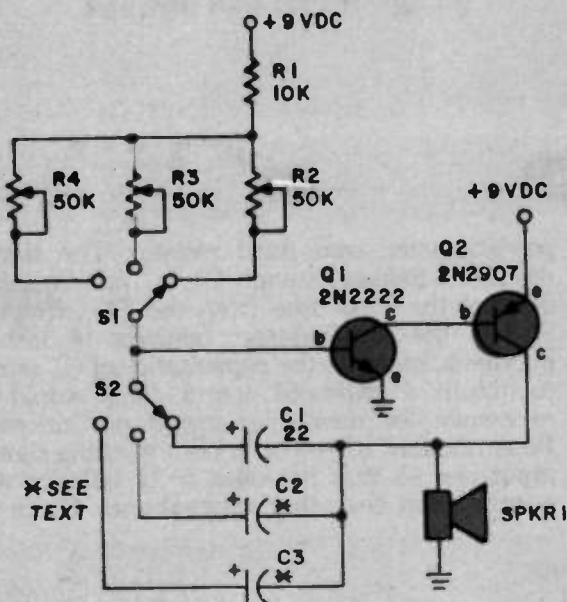 +9VDC
R1
10K
R4
50K
R3
50K
R2
50K
+9VDC
Q2
2N2907
Q1
2N2222
e
b
c
b
c
e
S1
S2
C1
22
+
C2
*
+
C3
*
+
* SEE
TEXT
SPKR1